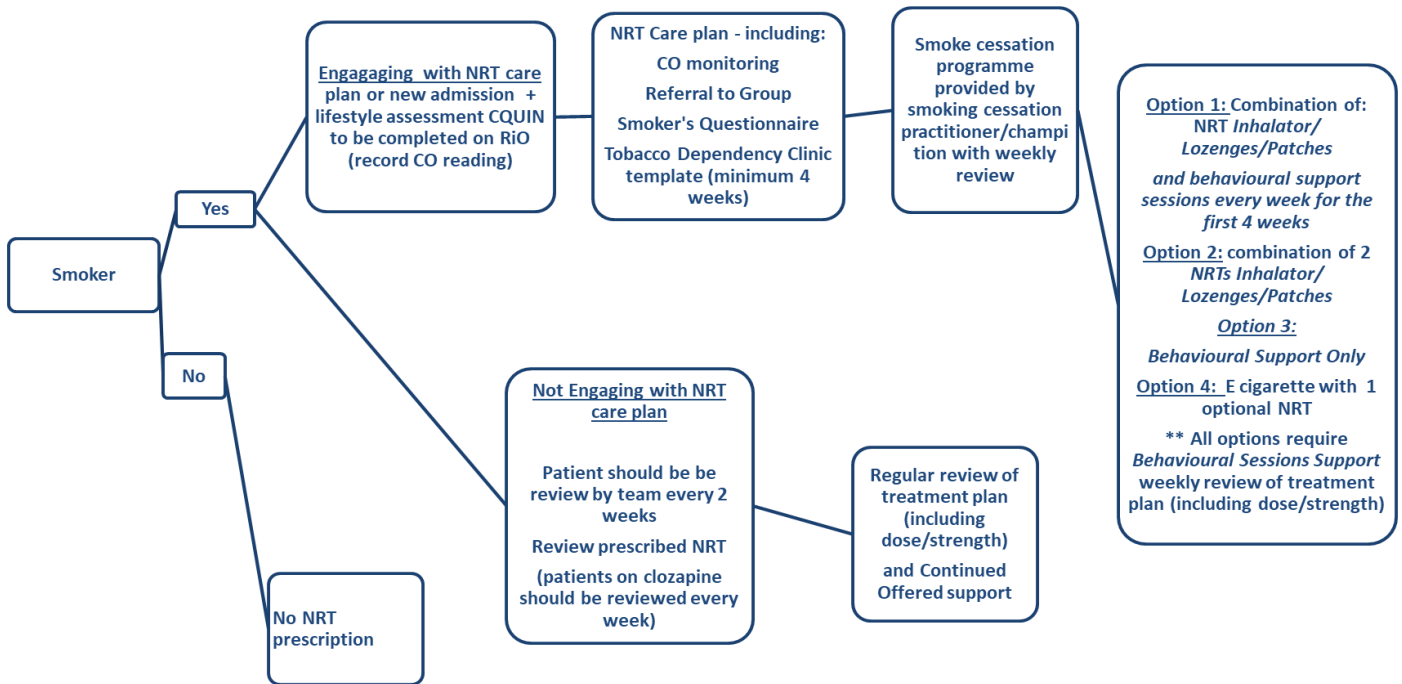 Smoker
Yes
No
Engagaging with NRT care
plan or new admission +
lifestyle assessment CQUIN
to be completed on RiO
(record CO reading)
NRT Care plan - including:
CO monitoring
Referral to Group
Smoker's Questionnaire
Tobacco Dependency Clinic
template (minimum 4
weeks)
Smoke cessation
programme
provided by
smoking cessation
practitioner/champi
tion with weekly
review
Option 1: Combination of:
NRT Inhalator/
Lozenges/Patches
and behavioural support
sessions every week for the
first 4 weeks
Option 2: combination of 2
NRTs Inhalator/
Lozenges/Patches
Option 3:
Behavioural Support Only
Option 4: E cigarette with 1
optional NRT
** All options require
Behavioural Sessions Support
weekly review of treatment
plan (including dose/strength)
Not Engaging with NRT
care plan
Patient should be be
review by team every 2
weeks
Review prescribed NRT
(patients on clozapine
should be reviewed every
week)
Regular review of
treatment plan
(including
dose/strength)
and Continued
Offered support
No NRT
prescription